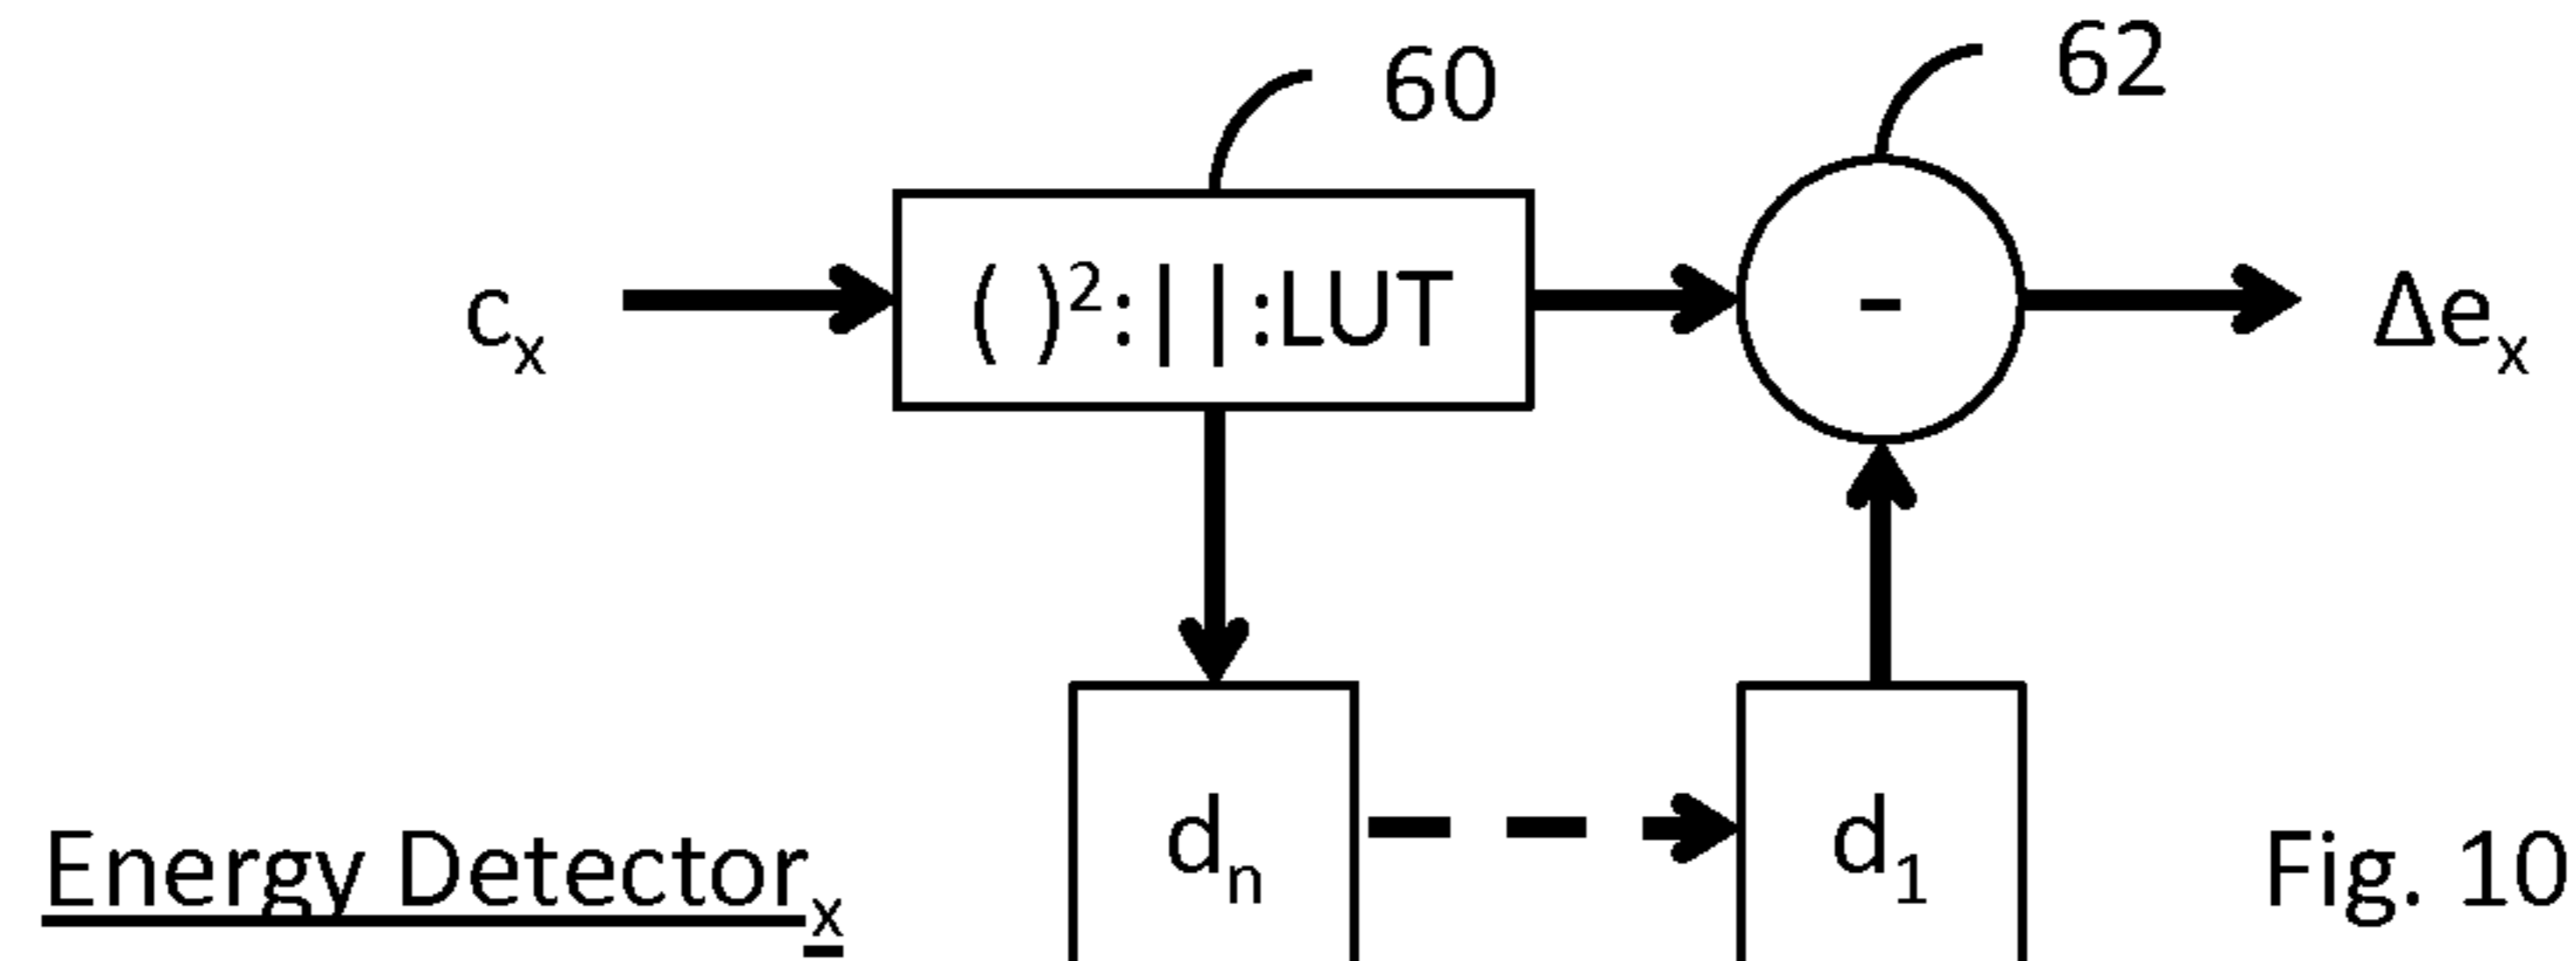 60
62
cₓ
( )²:| |:LUT
-
Δeₓ
dₙ
d₁
Energy Detectorₓ
Fig. 10